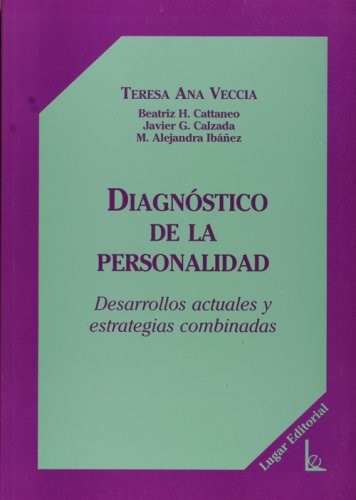 TERESA ANA VECCIA
Beatriz H. Cattaneo
Javier G. Calzada
M. Alejandra Ibáñez
DIAGNÓSTICO
DE LA
PERSONALIDAD
Desarrollos actuales y
estrategias combinadas
Lugar Editorial
Le